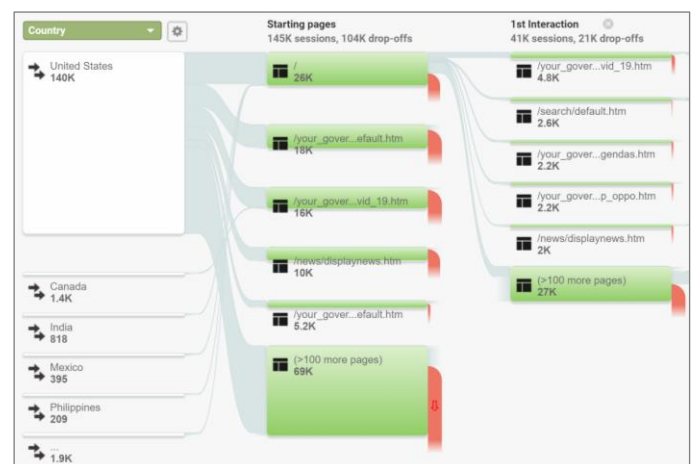 Country
United States
140K
Canada
1.4K
India
818
Mexico
395
Philippines
209
...
1.9K
Starting pages
145K sessions, 104K drop-offs
/
26K
/your_gover...efault.htm
18K
/your_gover...vid_19.htm
16K
/news/displaynews.htm
10K
/your_gover...efault.htm
5.2K
(>100 more pages)
69K
1st Interaction
41K sessions, 21K drop-offs
/your_gover...vid_19.htm
4.8K
/search/default.htm
2.6K
/your_gover...gendas.htm
2.2K
/your_gover...p_oppo.htm
2.2K
/news/displaynews.htm
2K
(>100 more pages)
27K